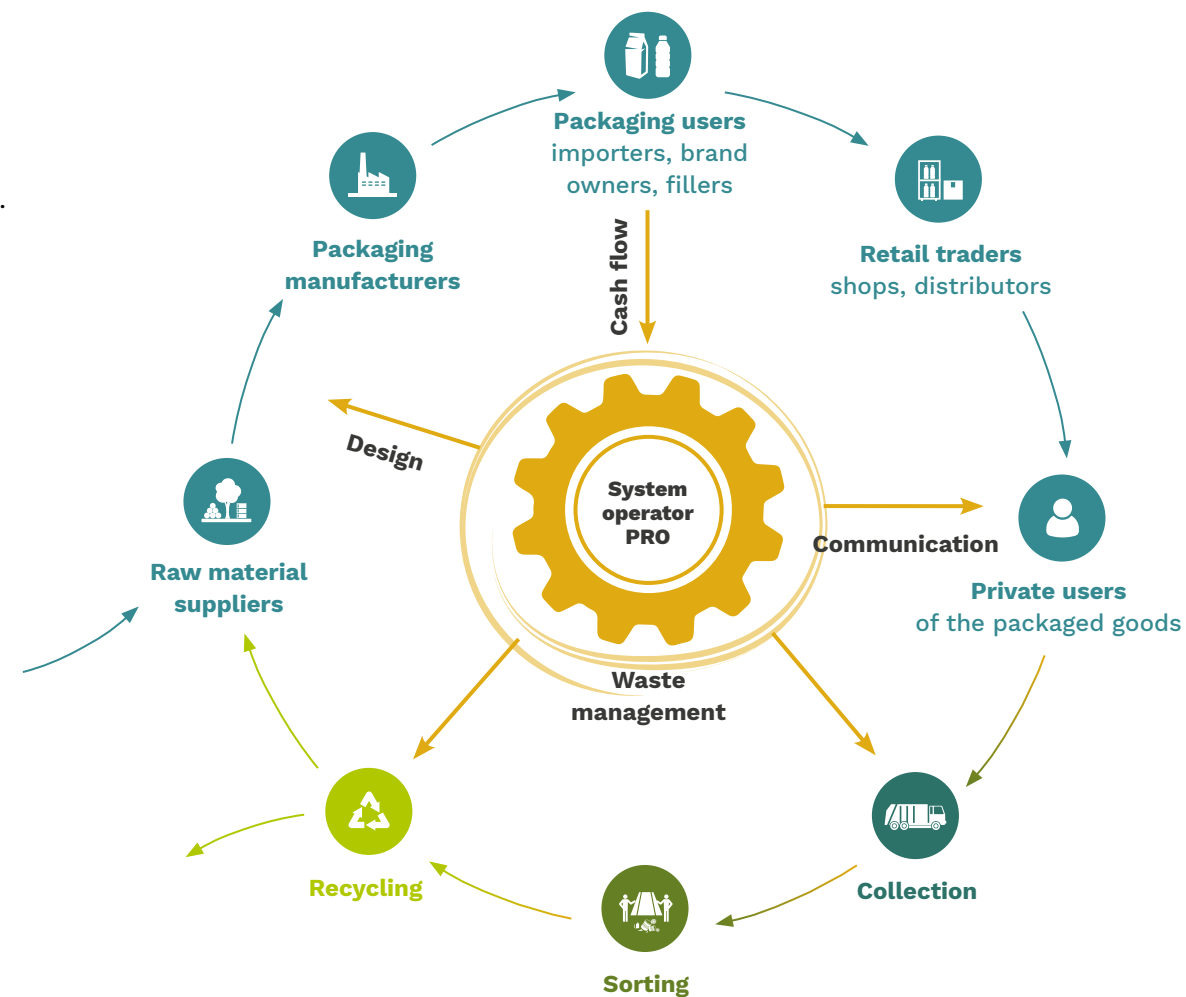 Packaging users
importers, brand
owners, fillers
.
Packaging
manufacturers
Retail traders
shops, distributors
Cash flow
Design
System
operator
PRO
Communication
Raw material
suppliers
Private users
of the packaged goods
Waste
management
Recycling
Collection
Sorting